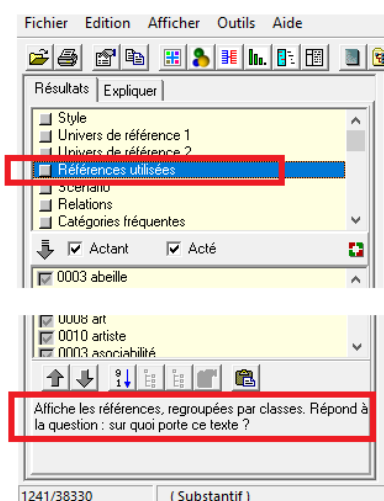 Fichier Edition Afficher Outils Aide
Résultats Expliquer
Style
Univers de référence 1
Univers de référence 2
Références utilisées
Scénario
Relations
Catégories fréquentes
Actant Acté
0003 abeille
0008 art
0010 artiste
0003 asociabilité
Affiche les références, regroupées par classes. Répond à
la question : sur quoi porte ce texte ?
1241/38330 ( Substantif )